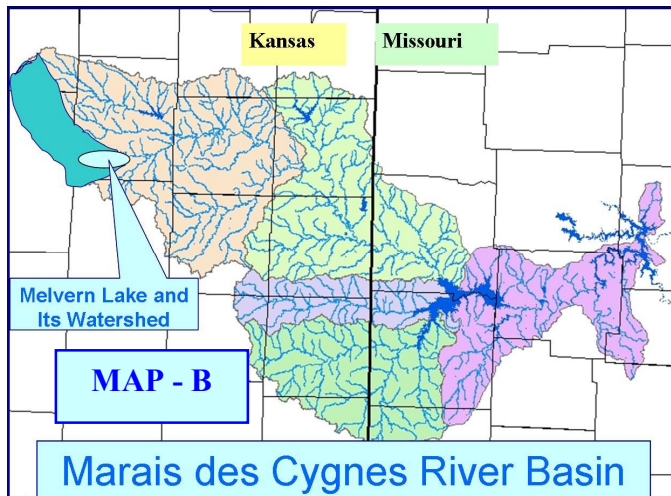 Kansas
Missouri
Melvern Lake and
Its Watershed
MAP - B
Marais des Cygnes River Basin